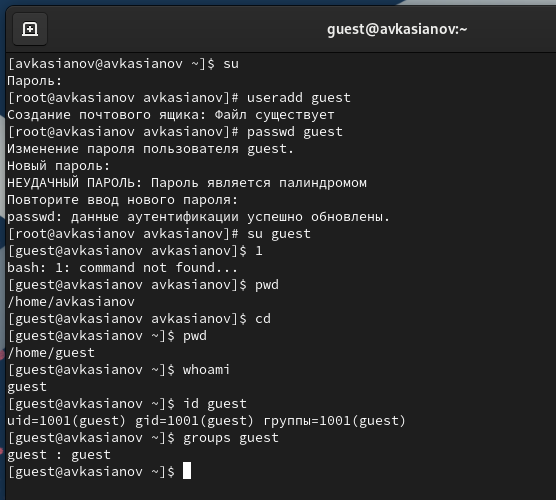 guest@avkasianov:~
[avkasianov@avkasianov ~]$ su
Пароль:
[root@avkasianov avkasianov]# useradd guest
Создание почтового ящика: Файл существует
[root@avkasianov avkasianov]# passwd guest
Изменение пароля пользователя guest.
Новый пароль:
НЕУДАЧНЫЙ ПАРОЛЬ: Пароль является палиндромом
Повторите ввод нового пароля:
passwd: данные аутентификации успешно обновлены.
[root@avkasianov avkasianov]# su guest
[guest@avkasianov avkasianov]$ 1
bash: 1: command not found...
[guest@avkasianov avkasianov]$ pwd
/home/avkasianov
[guest@avkasianov avkasianov]$ cd
[guest@avkasianov ~]$ pwd
/home/guest
[guest@avkasianov ~]$ whoami
guest
[guest@avkasianov ~]$ id guest
uid=1001(guest) gid=1001(guest) группы=1001(guest)
[guest@avkasianov ~]$ groups guest
guest : guest
[guest@avkasianov ~]$